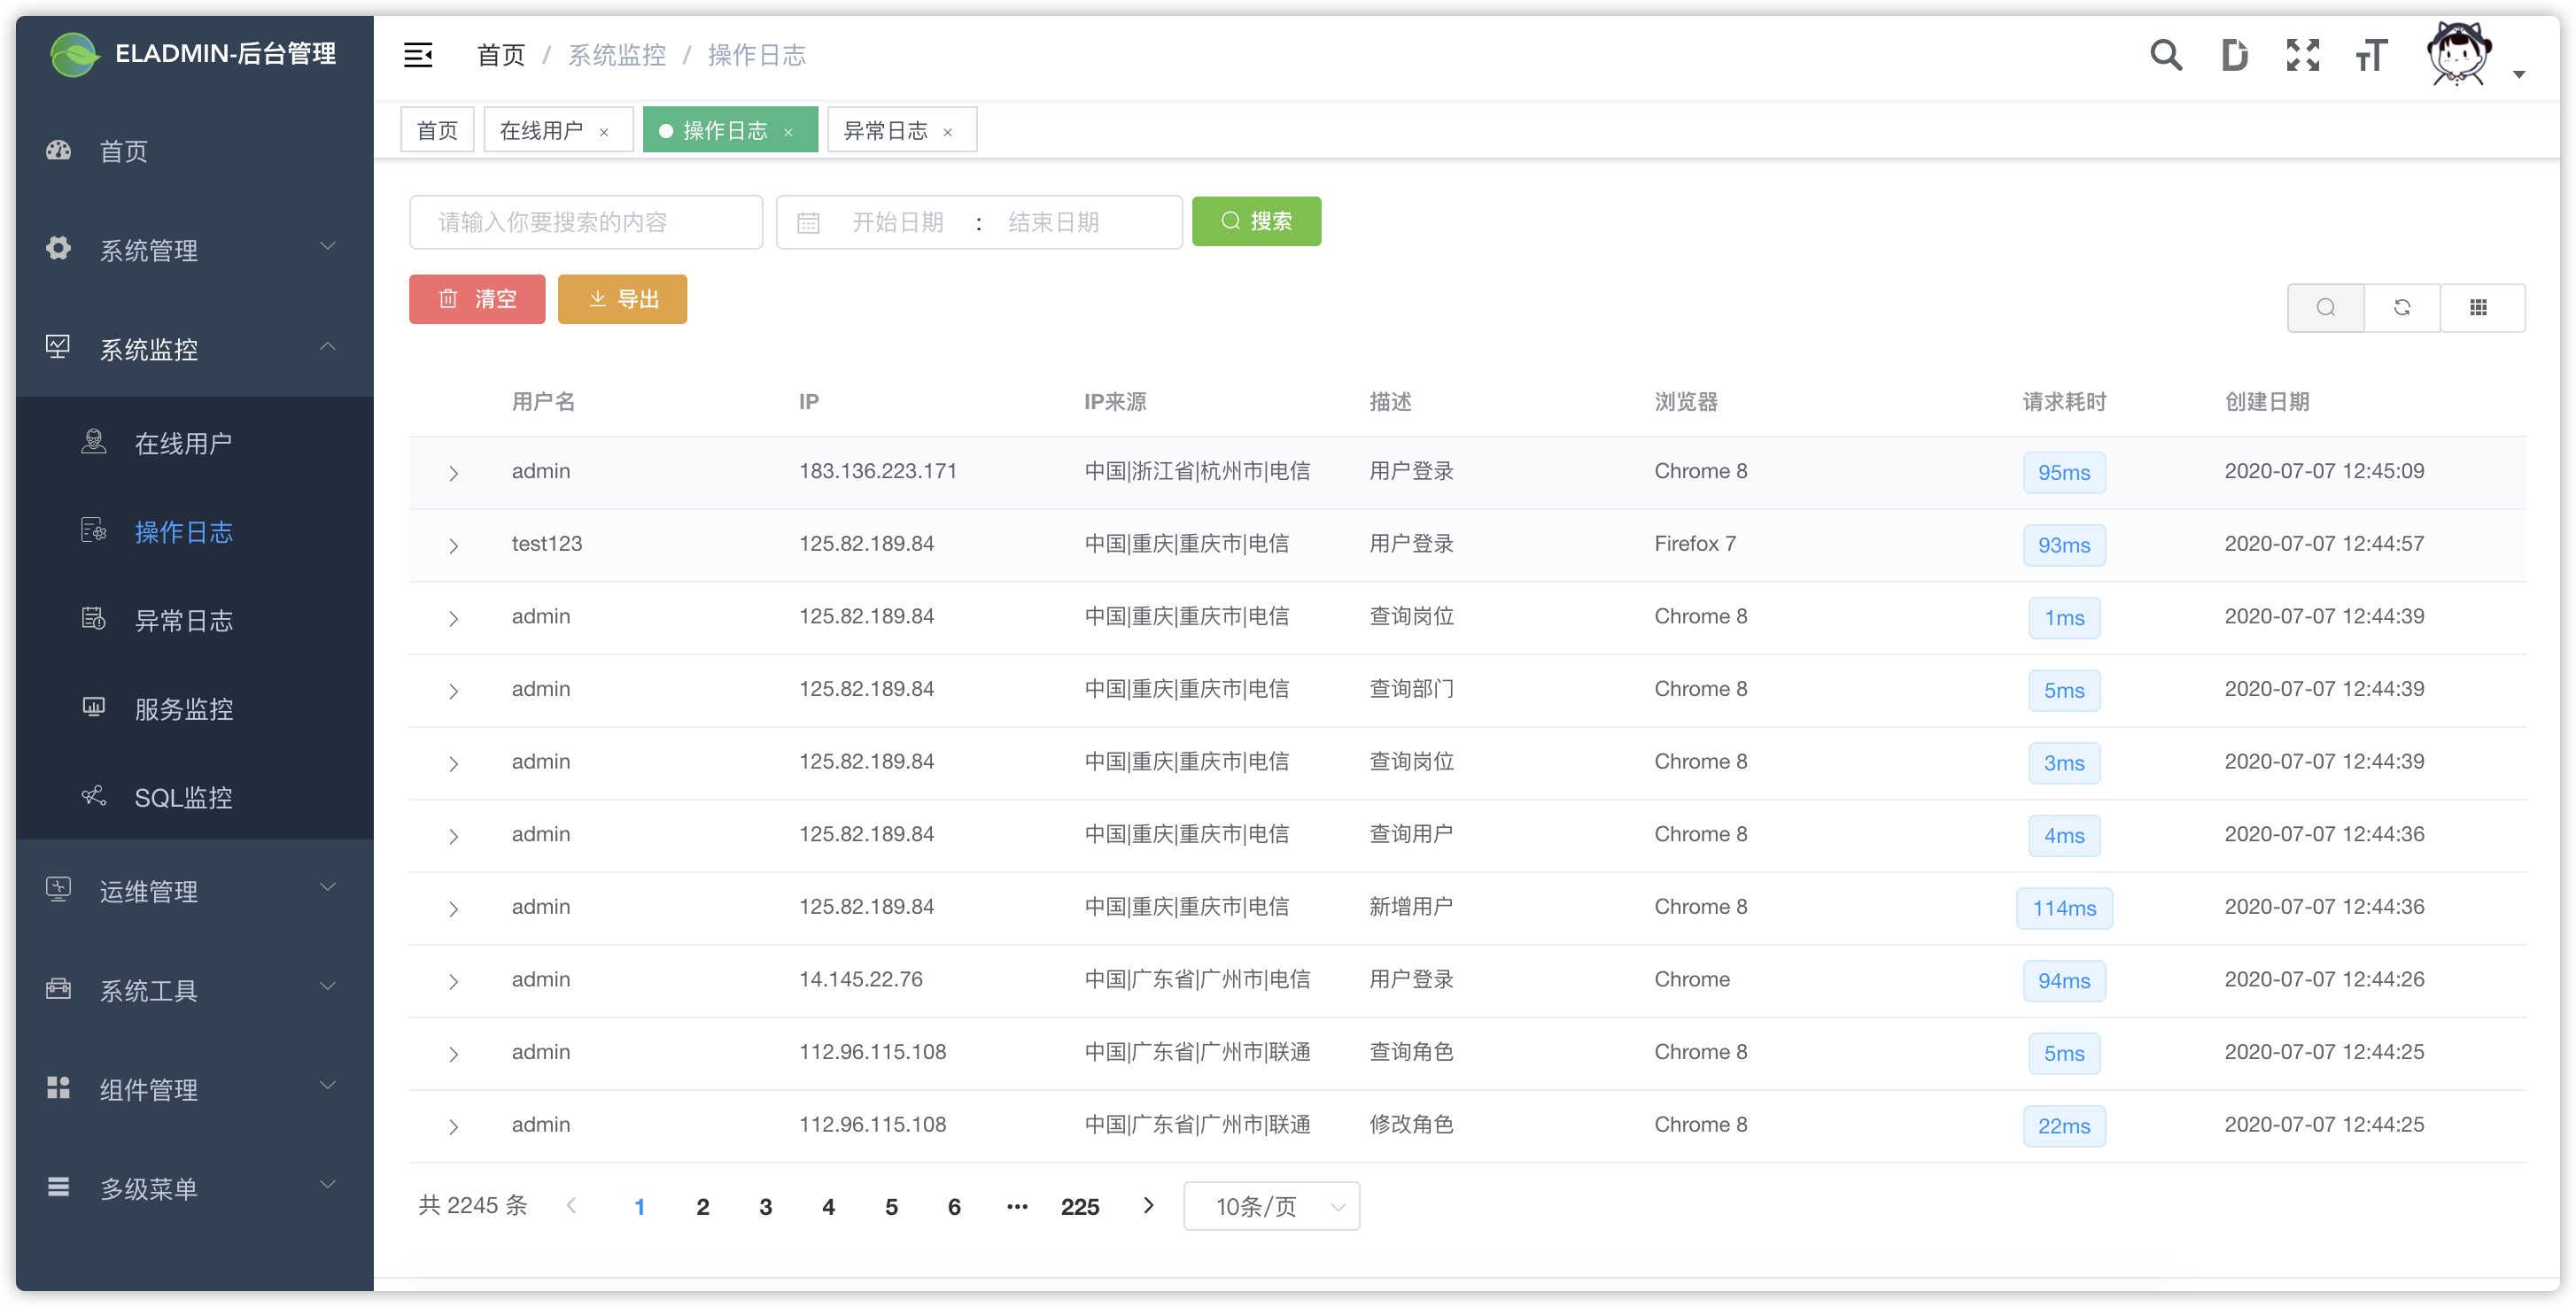 ELADMIN-后台管理
首页
系统管理
系统监控
在线用户
操作日志
异常日志
服务监控
SQL监控
运维管理
系统工具
组件管理
多级菜单
首页 / 系统监控 / 操作日志
首页 在线用户 × 操作日志 × 异常日志 ×
请输入你要搜索的内容 开始日期 : 结束日期 搜索
清空 导出
用户名 IP IP来源 描述 浏览器 请求耗时 创建日期
admin 183.136.223.171 中国|浙江省|杭州市|电信 用户登录 Chrome 8 95ms 2020-07-07 12:45:09
test123 125.82.189.84 中国|重庆|重庆市|电信 用户登录 Firefox 7 93ms 2020-07-07 12:44:57
admin 125.82.189.84 中国|重庆|重庆市|电信 查询岗位 Chrome 8 1ms 2020-07-07 12:44:39
admin 125.82.189.84 中国|重庆|重庆市|电信 查询部门 Chrome 8 5ms 2020-07-07 12:44:39
admin 125.82.189.84 中国|重庆|重庆市|电信 查询岗位 Chrome 8 3ms 2020-07-07 12:44:39
admin 125.82.189.84 中国|重庆|重庆市|电信 查询用户 Chrome 8 4ms 2020-07-07 12:44:36
admin 125.82.189.84 中国|重庆|重庆市|电信 新增用户 Chrome 8 114ms 2020-07-07 12:44:36
admin 14.145.22.76 中国|广东省|广州市|电信 用户登录 Chrome 94ms 2020-07-07 12:44:26
admin 112.96.115.108 中国|广东省|广州市|联通 查询角色 Chrome 8 5ms 2020-07-07 12:44:25
admin 112.96.115.108 中国|广东省|广州市|联通 修改角色 Chrome 8 22ms 2020-07-07 12:44:25
共 2245 条 1 2 3 4 5 6 ••• 225 10条/页